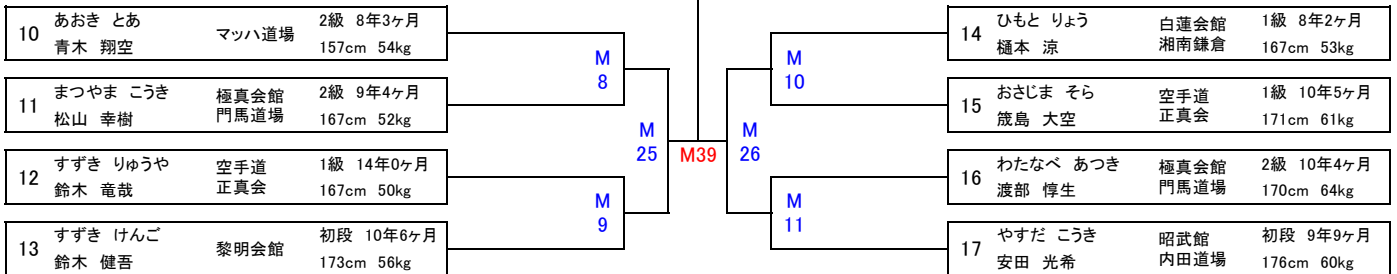 10
あおき とあ
青木 翔空
マッハ道場
2級 8年3ヶ月
157cm 54kg
11
まつやま こうき
松山 幸樹
極真会館
門馬道場
2級 9年4ヶ月
167cm 52kg
12
すずき りゅうや
鈴木 竜哉
空手道
正真会
1級 14年0ヶ月
167cm 50kg
13
すずき けんご
鈴木 健吾
黎明会館
初段 10年6ヶ月
173cm 56kg
M
8
M
9
M
25
M39
M
26
M
10
M
11
14
ひもと りょう
樋本 涼
白蓮会館
湘南鎌倉
1級 8年2ヶ月
167cm 53kg
15
おさじま そら
筬島 大空
空手道
正真会
1級 10年5ヶ月
171cm 61kg
16
わたなべ あつき
渡部 惇生
極真会館
門馬道場
2級 10年4ヶ月
170cm 64kg
17
やすだ こうき
安田 光希
昭武館
内田道場
初段 9年9ヶ月
176cm 60kg